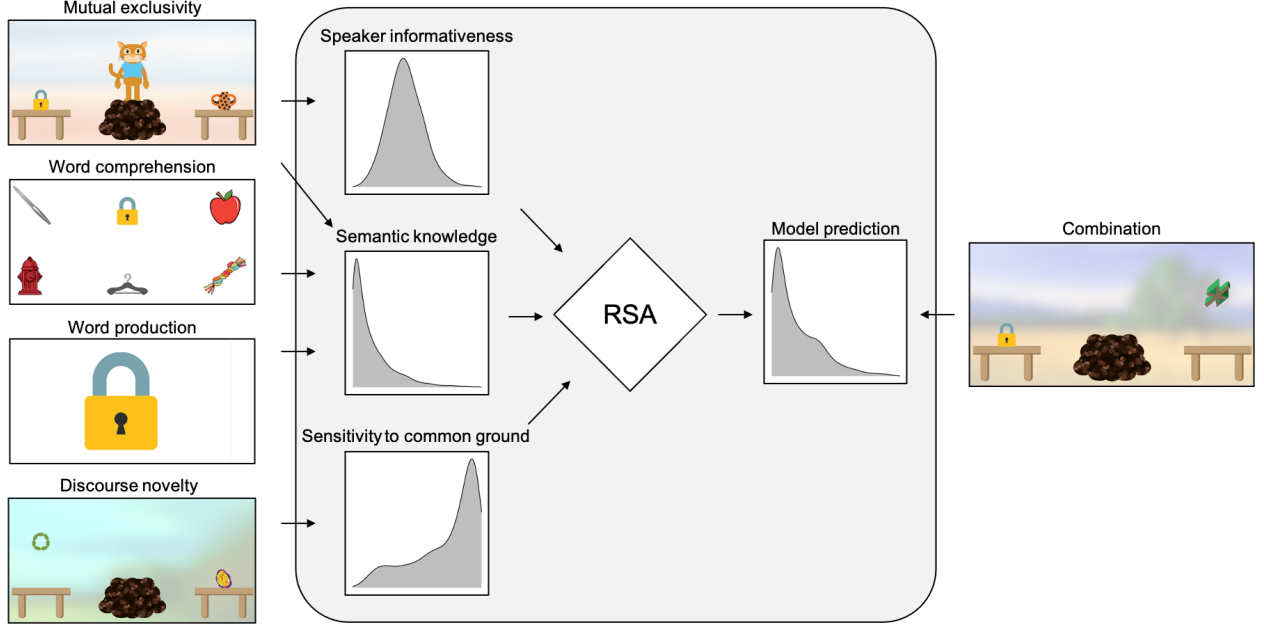 Mutual exclusivity
Word comprehension
Word production
Discourse novelty
Speaker informativeness
Semantic knowledge
Sensitivity to common ground
RSA
Model prediction
Combination